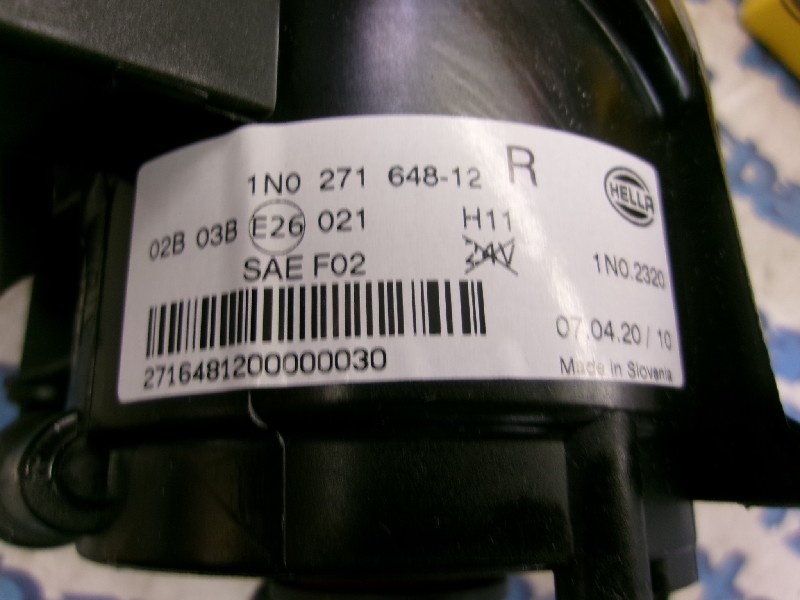 1N0 271 648-12 R
HELLA
02B 03B E26 021 H11
24V
SAE F02
1N0.2320
07.04.20 / 10
2716481200000030
Made in Slovenia